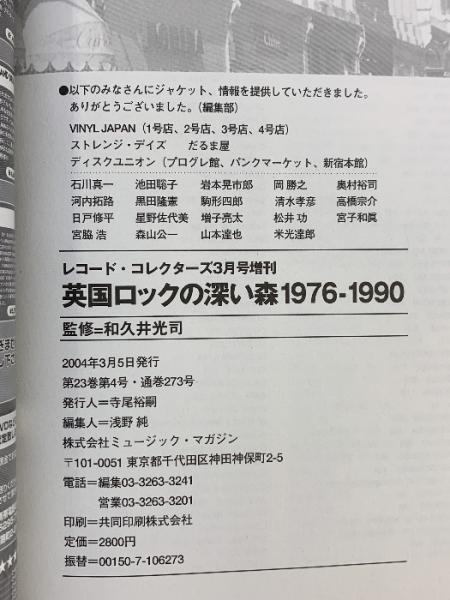 ●以下のみなさんにジャケット、情報を提供していただきました。
ありがとうございました。(編集部)
VINYL JAPAN(1号店、2号店、3号店、4号店)
ストレンジ・デイズ だるま屋
ディスクユニオン(プログレ館、パンクマーケット、新宿本館)
石川真一 池田聡子 岩本晃市郎 岡 勝之 奥村裕司
河内拓路 黒田隆憲 駒形四郎 清水孝彦 高橋宗介
日戸修平 星野佐代美 増子亮太 松井 功 宮子和眞
宮脇 浩 森山公一 山本達也 米光達郎
レコード・コレクターズ3月号増刊
英国ロックの深い森1976-1990
監修=和久井光司
2004年3月5日発行
第23巻第4号・通巻273号
発行人=寺尾裕嗣
編集人=浅野 純
株式会社ミュージック・マガジン
〒101-0051 東京都千代田区神田神保町2-5
電話=編集03-3263-3241
営業03-3263-3201
印刷=共同印刷株式会社
定価=2800円
振替=00150-7-106273